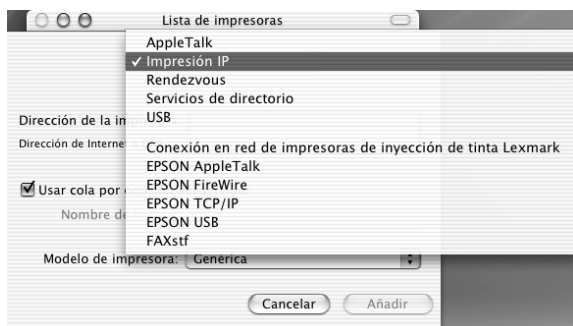 Lista de impresoras
AppleTalk
✓ Impresión IP
Rendezvous
Servicios de directorio
USB
Dirección de la
Dirección de
Conexión en red de impresoras de inyección de tinta Lexmark
EPSON AppleTalk
EPSON FireWire
Usar cola por
EPSON TCP/IP
Nombre de
EPSON USB
FAXstf
Modelo de impresora: Genérica
Cancelar Añadir